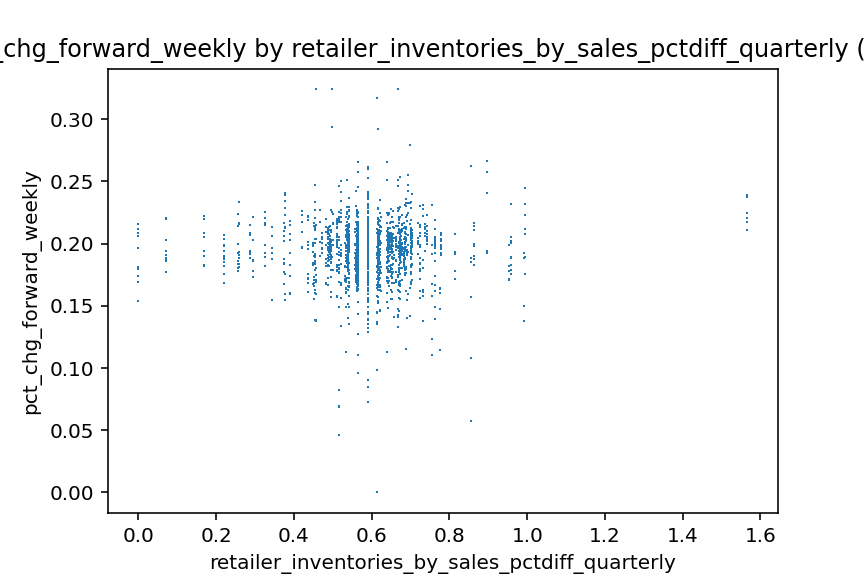 _chg_forward_weekly by retailer_inventories_by_sales_pctdiff_quarterly (
0.30
0.25
0.20
0.15
0.10
0.05
0.00
pct_chg_forward_weekly
0.0 0.2 0.4 0.6 0.8 1.0 1.2 1.4 1.6
retailer_inventories_by_sales_pctdiff_quarterly